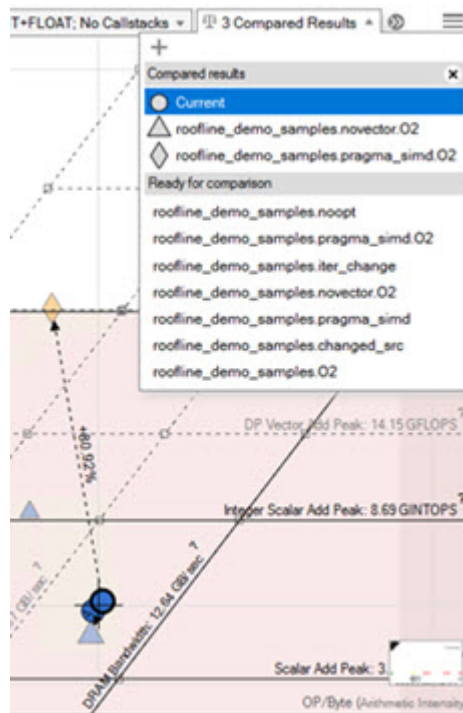 T+FLOAT; No Callstacks
3 Compared Results
Compared results
Current
roofline_demo_samples.novector.O2
roofline_demo_samples.pragma_simd.O2
Ready for comparison
roofline_demo_samples.noopt
roofline_demo_samples.pragma_simd.O2
roofline_demo_samples.iter_change
roofline_demo_samples.novector.O2
roofline_demo_samples.pragma_simd
roofline_demo_samples.changed_src
roofline_demo_samples.O2
?
DP Vector Add Peak: 14.15 GFLOPS
?
+80.92%
Integer Scalar Add Peak: 8.69 GINTOPS
?
GB/sec
?
DRAM Bandwidth: 12.64 GB/sec
?
Scalar Add Peak: 3.
OP/Byte (Arithmetic Intensity